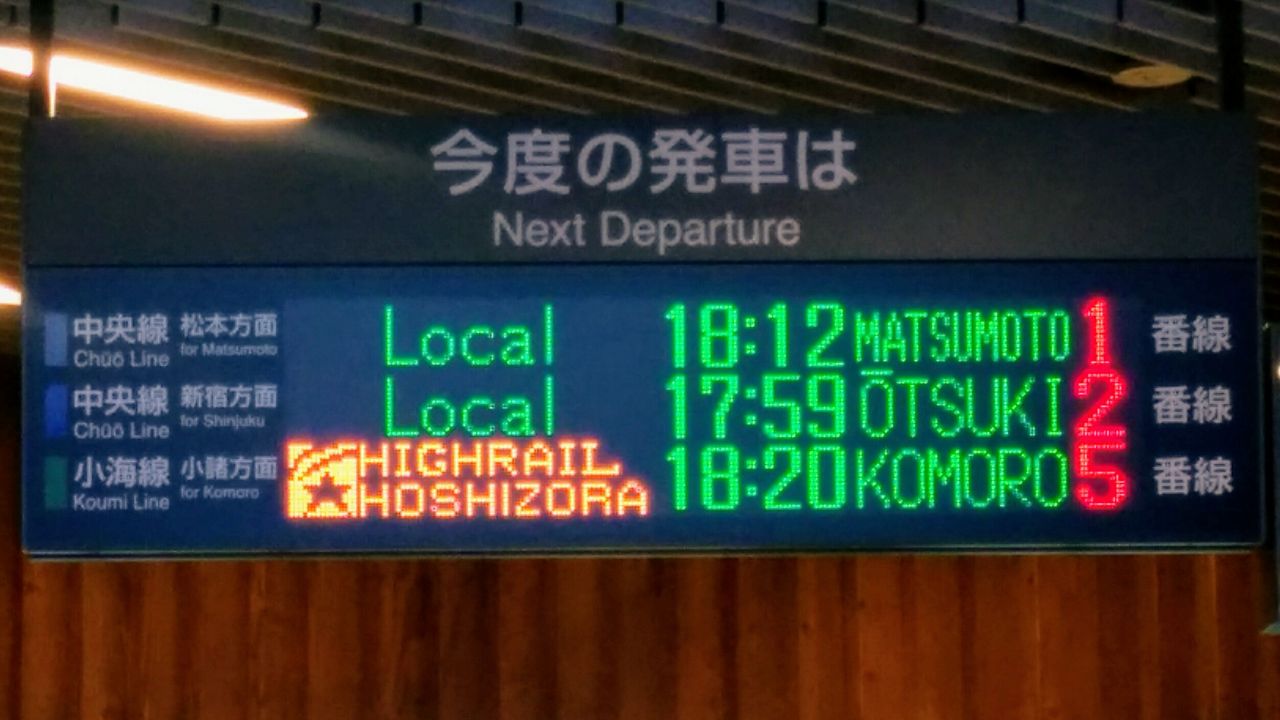 今度の発車は
Next Departure
中央線 松本方面 Local 18:12 MATSUMOTO 1 番線
Chūō Line for Matsumoto
中央線 新宿方面 Local 17:59 ŌTSUKI 2 番線
Chūō Line for Shinjuku
小海線 小諸方面 HIGHRAIL HOSHIZORA 18:20 KOMORO 5 番線
Koumi Line for Komoro